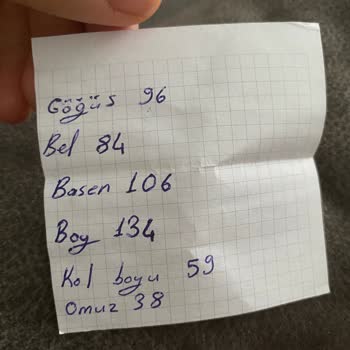 Göğüs 96
Bel 84
Basen 106
Boy 134
Kol boyu 59
Omuz 38